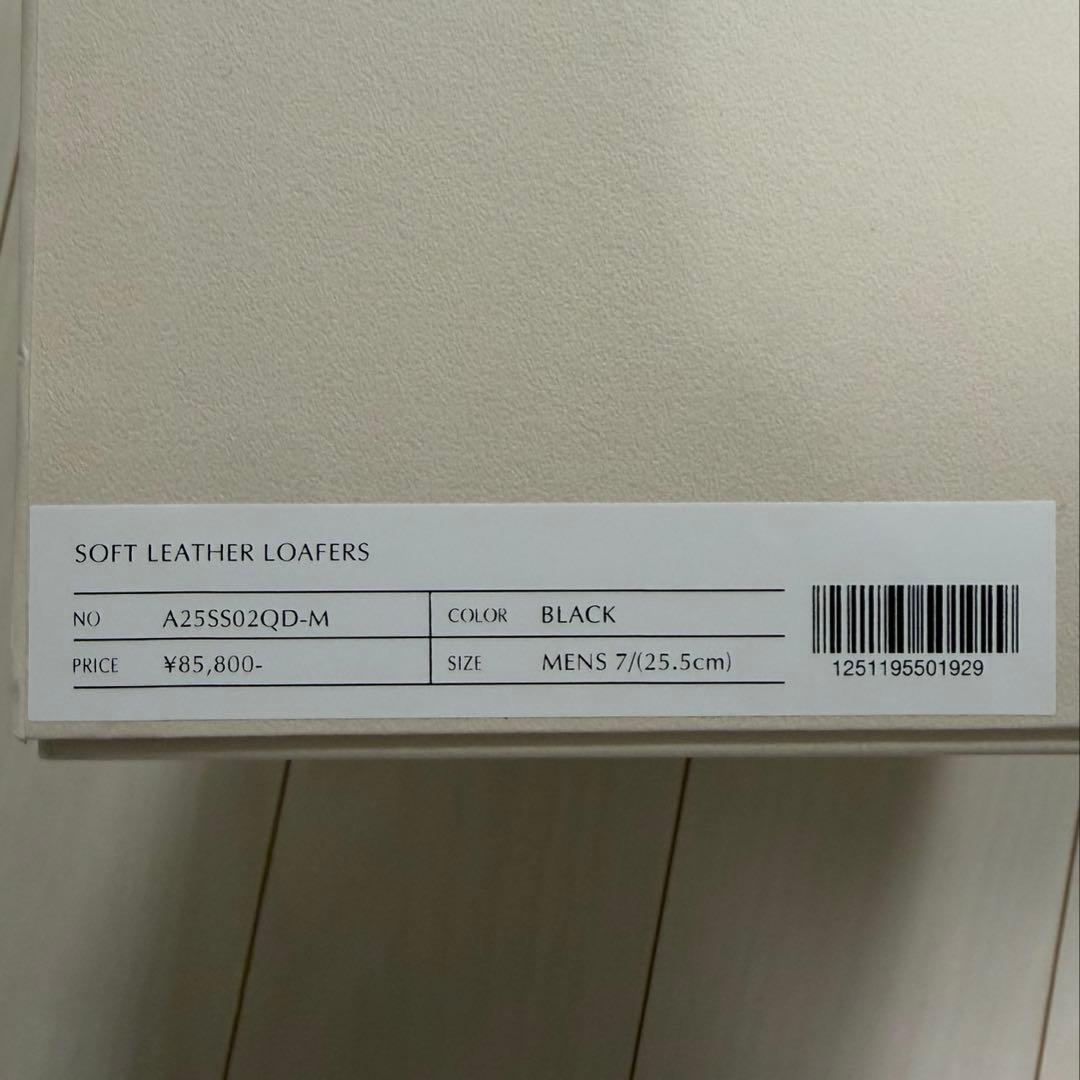 SOFT LEATHER LOAFERS
NO A25SS02QD-M COLOR BLACK
PRICE ¥85,800- SIZE MENS 7/(25.5cm)
1251195501929